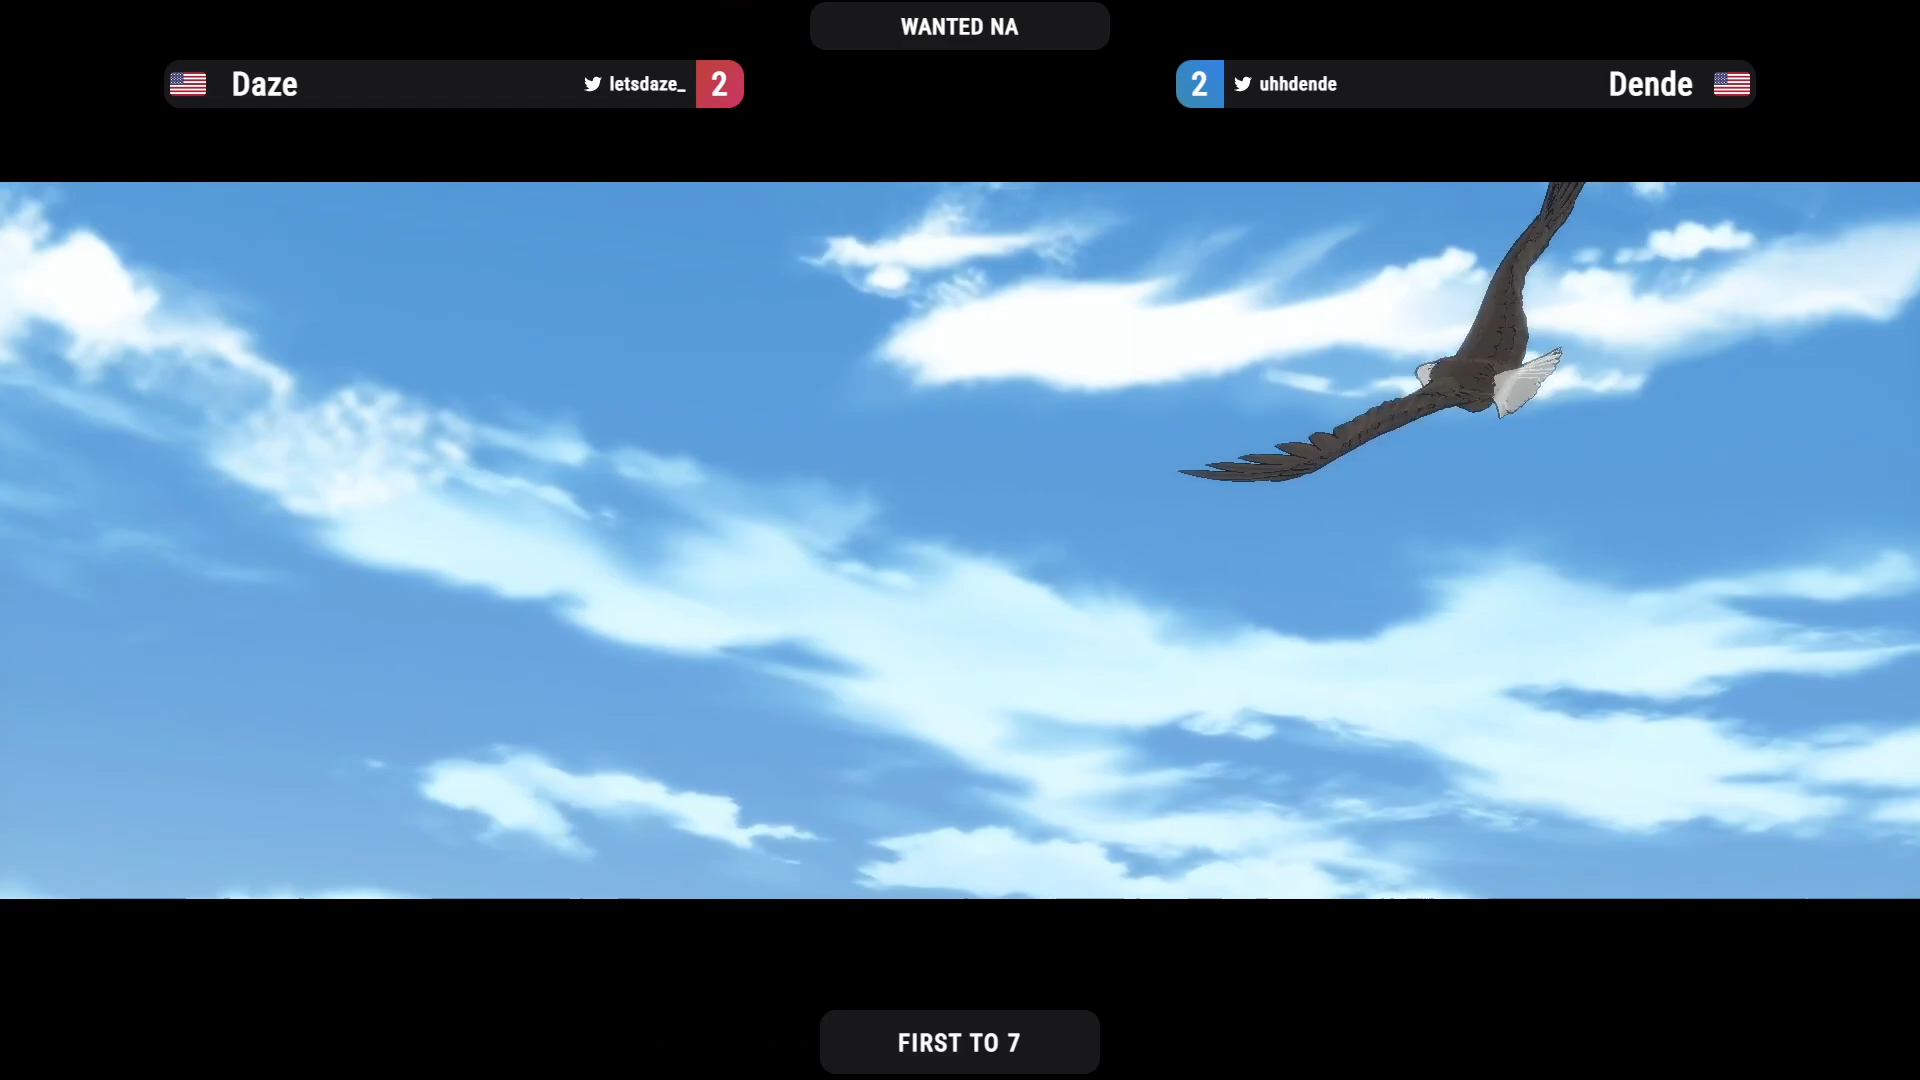 WANTED NA
Daze letsdaze_ 2
2 uhhdende Dende
FIRST TO 7